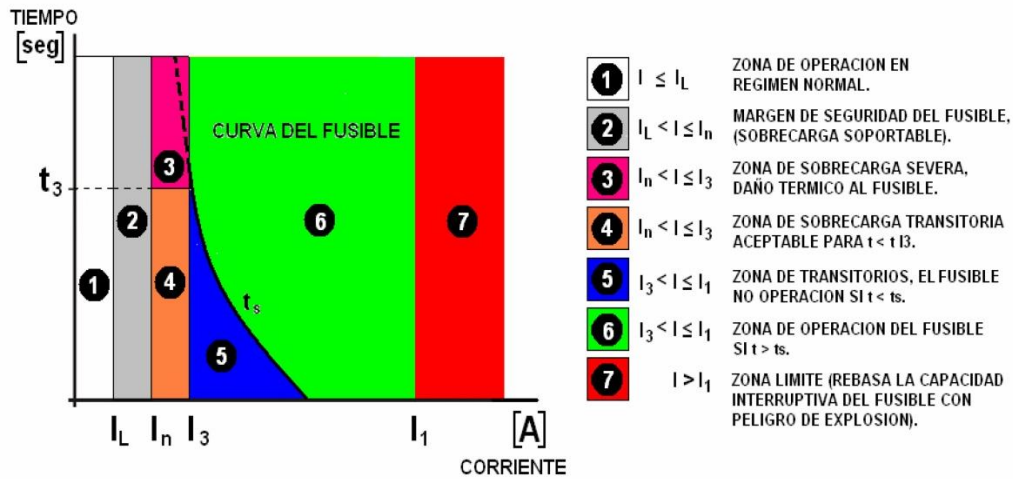 TIEMPO
[seg]
CURVA DEL FUSIBLE
3
t3
2
6
7
1
4
ts
5
IL In I3 I1 [A]
CORRIENTE
1 I ≤ IL ZONA DE OPERACION EN
REGIMEN NORMAL.
2 IL < I ≤ In MARGEN DE SEGURIDAD DEL FUSIBLE,
(SOBRECARGA SOPORTABLE).
3 In < I ≤ I3 ZONA DE SOBRECARGA SEVERA,
DAÑO TERMICO AL FUSIBLE.
4 In < I ≤ I3 ZONA DE SOBRECARGA TRANSITORIA
ACEPTABLE PARA t < t I3.
5 I3 < I ≤ I1 ZONA DE TRANSITORIOS, EL FUSIBLE
NO OPERACION SI t < ts.
6 I3 < I ≤ I1 ZONA DE OPERACION DEL FUSIBLE
SI t > ts.
7 I > I1 ZONA LIMITE (REBASA LA CAPACIDAD
INTERRUPTIVA DEL FUSIBLE CON
PELIGRO DE EXPLOSION).